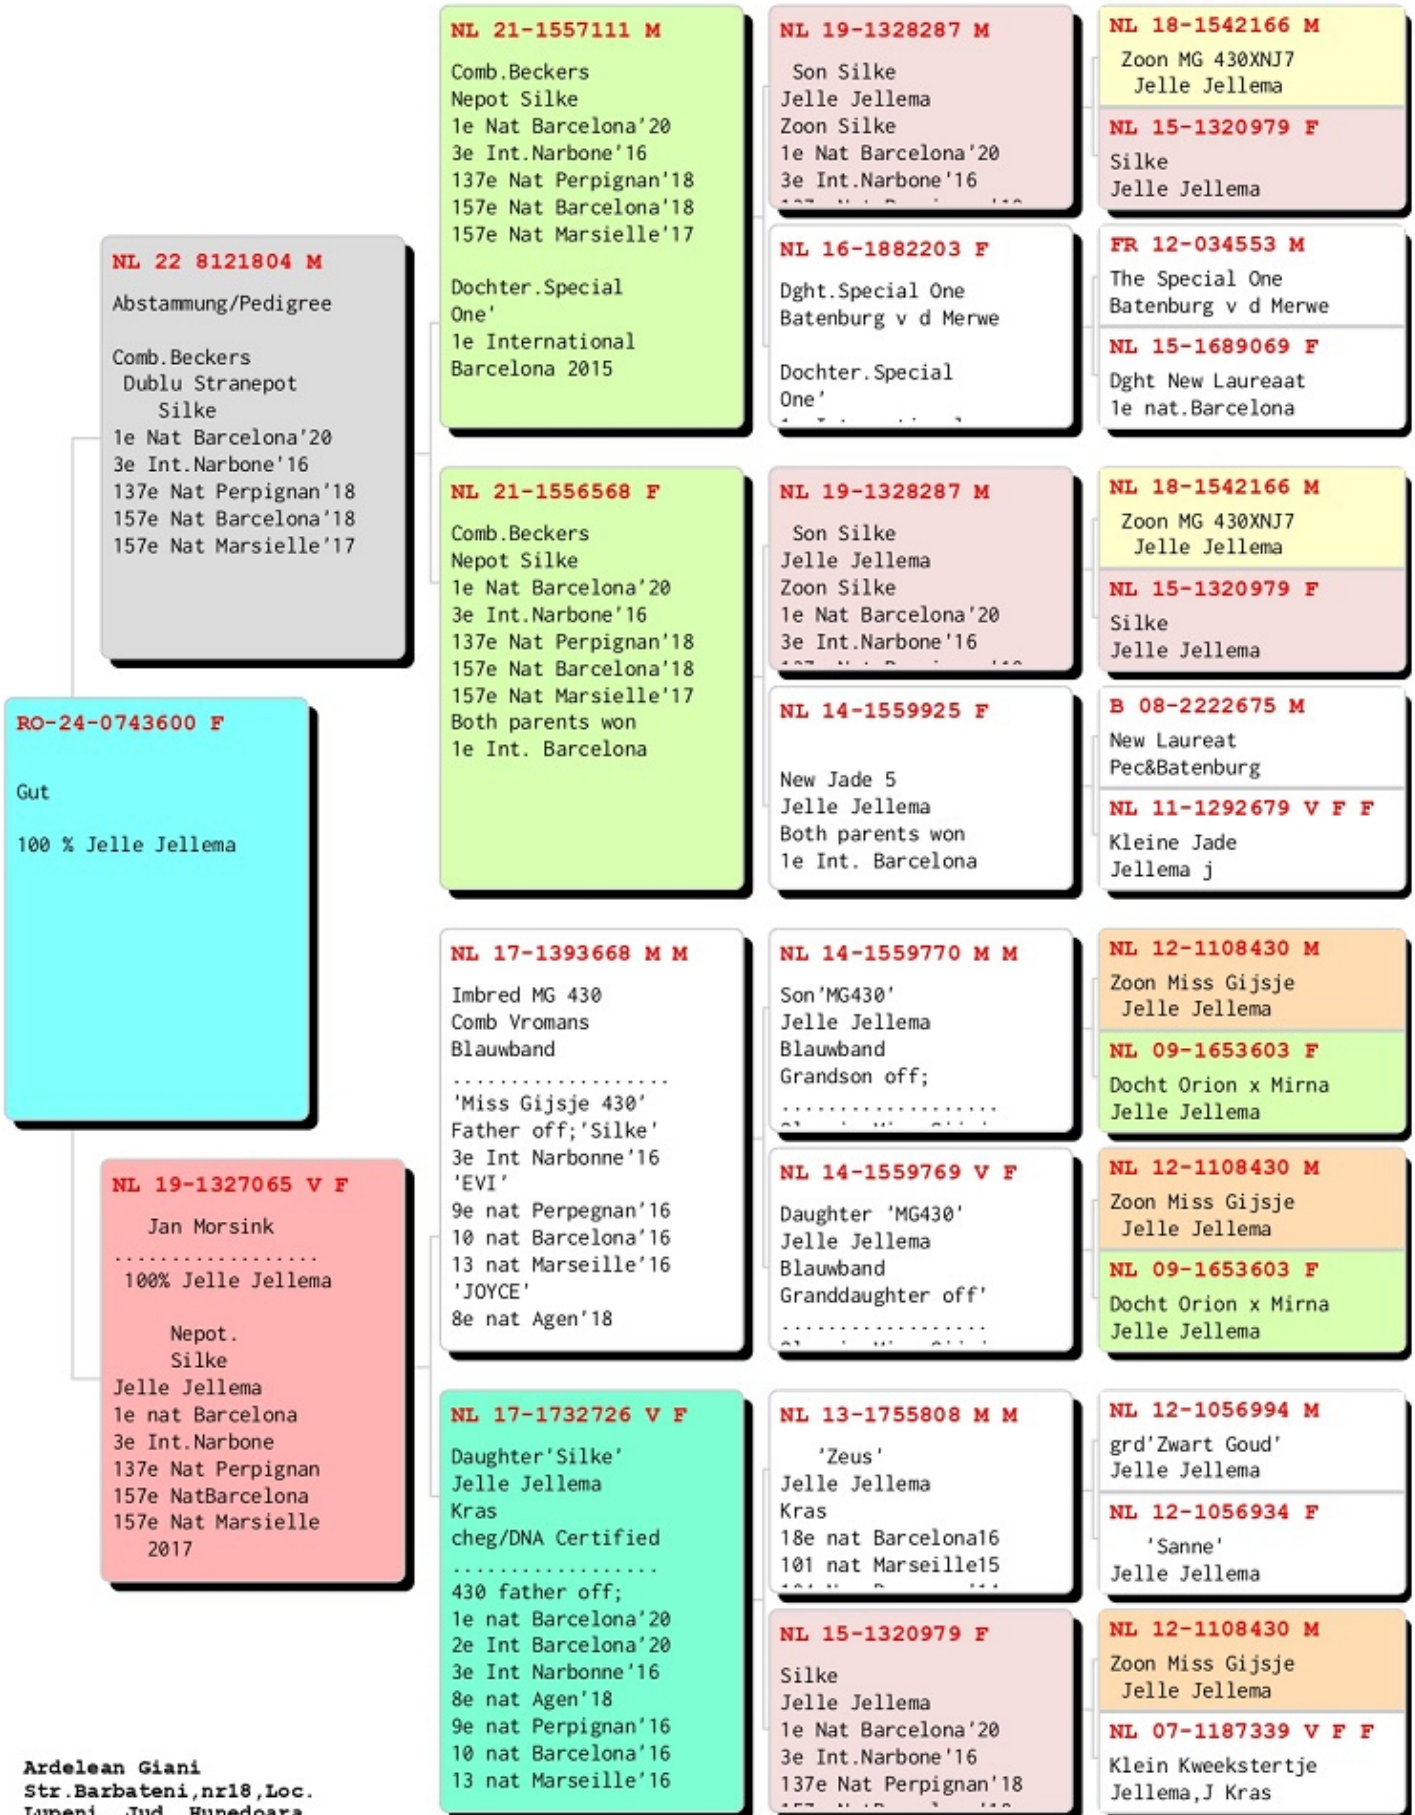 NL 21-1557111 M
Comb.Beckers
Nepot Silke
1e Nat Barcelona'20
3e Int.Narbone'16
137e Nat Perpignan'18
157e Nat Barcelona'18
157e Nat Marsielle'17
Dochter.Special
One'
1e International
Barcelona 2015
NL 19-1328287 M
Son Silke
Jelle Jellema
Zoon Silke
1e Nat Barcelona'20
3e Int.Narbone'16
NL 18-1542166 M
Zoon MG 430XNJ7
Jelle Jellema
NL 15-1320979 F
Silke
Jelle Jellema
NL 16-1882203 F
Dght.Special One
Batenburg v d Merwe
Dochter.Special
One'
FR 12-034553 M
The Special One
Batenburg v d Merwe
NL 15-1689069 F
Dght New Laureaat
1e nat.Barcelona
NL 22 8121804 M
Abstammung/Pedigree
Comb.Beckers
Dublu Stranepot
Silke
1e Nat Barcelona'20
3e Int.Narbone'16
137e Nat Perpignan'18
157e Nat Barcelona'18
157e Nat Marsielle'17
NL 21-1556568 F
Comb.Beckers
Nepot Silke
1e Nat Barcelona'20
3e Int.Narbone'16
137e Nat Perpignan'18
157e Nat Barcelona'18
157e Nat Marsielle'17
Both parents won
1e Int. Barcelona
NL 19-1328287 M
Son Silke
Jelle Jellema
Zoon Silke
1e Nat Barcelona'20
3e Int.Narbone'16
NL 18-1542166 M
Zoon MG 430XNJ7
Jelle Jellema
NL 15-1320979 F
Silke
Jelle Jellema
NL 14-1559925 F
New Jade 5
Jelle Jellema
Both parents won
1e Int. Barcelona
B 08-2222675 M
New Laureat
Pec&Batenburg
NL 11-1292679 V F F
Kleine Jade
Jellema j
RO-24-0743600 F
Gut
100 % Jelle Jellema
NL 17-1393668 M M
Imbred MG 430
Comb Vromans
Blauwband
...................
'Miss Gijsje 430'
Father off;'Silke'
3e Int Narbonne'16
'EVI'
9e nat Perpegnan'16
10 nat Barcelona'16
13 nat Marseille'16
'JOYCE'
8e nat Agen'18
NL 14-1559770 M M
Son'MG430'
Jelle Jellema
Blauwband
Grandson off;
...................
NL 12-1108430 M
Zoon Miss Gijsje
Jelle Jellema
NL 09-1653603 F
Docht Orion x Mirna
Jelle Jellema
NL 14-1559769 V F
Daughter 'MG430'
Jelle Jellema
Blauwband
Granddaughter off'
..................
NL 12-1108430 M
Zoon Miss Gijsje
Jelle Jellema
NL 09-1653603 F
Docht Orion x Mirna
Jelle Jellema
NL 19-1327065 V F
Jan Morsink
..................
100% Jelle Jellema
Nepot.
Silke
Jelle Jellema
1e nat Barcelona
3e Int.Narbone
137e Nat Perpignan
157e NatBarcelona
157e Nat Marsielle
2017
NL 17-1732726 V F
Daughter'Silke'
Jelle Jellema
Kras
cheg/DNA Certified
..................
430 father off;
1e nat Barcelona'20
2e Int Barcelona'20
3e Int Narbonne'16
8e nat Agen'18
9e nat Perpignan'16
10 nat Barcelona'16
13 nat Marseille'16
NL 13-1755808 M M
'Zeus'
Jelle Jellema
Kras
18e nat Barcelona16
101 nat Marseille15
NL 12-1056994 M
grd'Zwart Goud'
Jelle Jellema
NL 12-1056934 F
'Sanne'
Jelle Jellema
NL 15-1320979 F
Silke
Jelle Jellema
1e Nat Barcelona'20
3e Int.Narbone'16
137e Nat Perpignan'18
NL 12-1108430 M
Zoon Miss Gijsje
Jelle Jellema
NL 07-1187339 V F F
Klein Kweekstertje
Jellema,J Kras
Ardelean Giani
Str.Barbateni,nr18,Loc.
Lupeni, Jud. Hunedoara